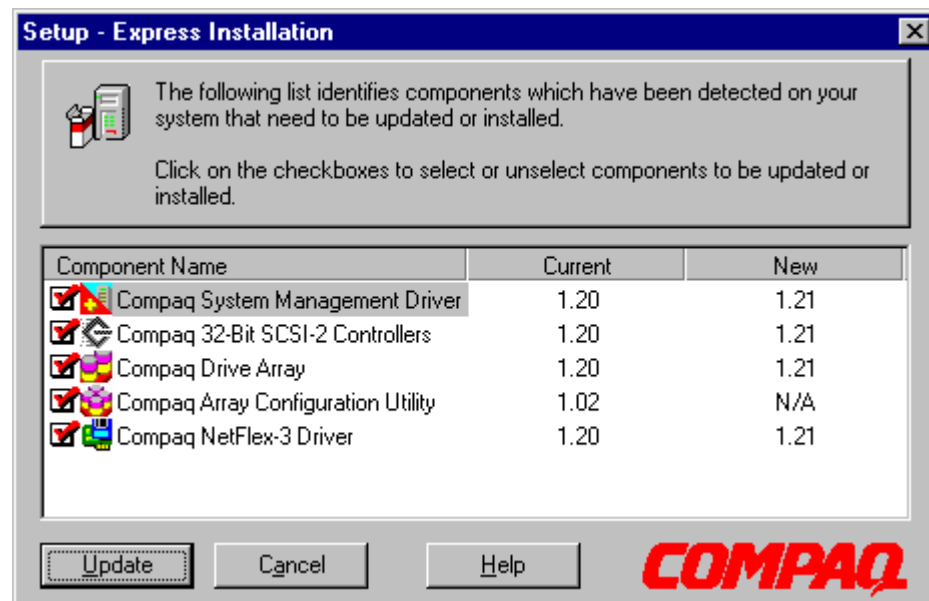 Setup - Express Installation
The following list identifies components which have been detected on your
system that need to be updated or installed.
Click on the checkboxes to select or unselect components to be updated or
installed.
Component Name Current New
Compaq System Management Driver 1.20 1.21
Compaq 32-Bit SCSI-2 Controllers 1.20 1.21
Compaq Drive Array 1.20 1.21
Compaq Array Configuration Utility 1.02 N/A
Compaq NetFlex-3 Driver 1.20 1.21
Update Cancel Help COMPAQ